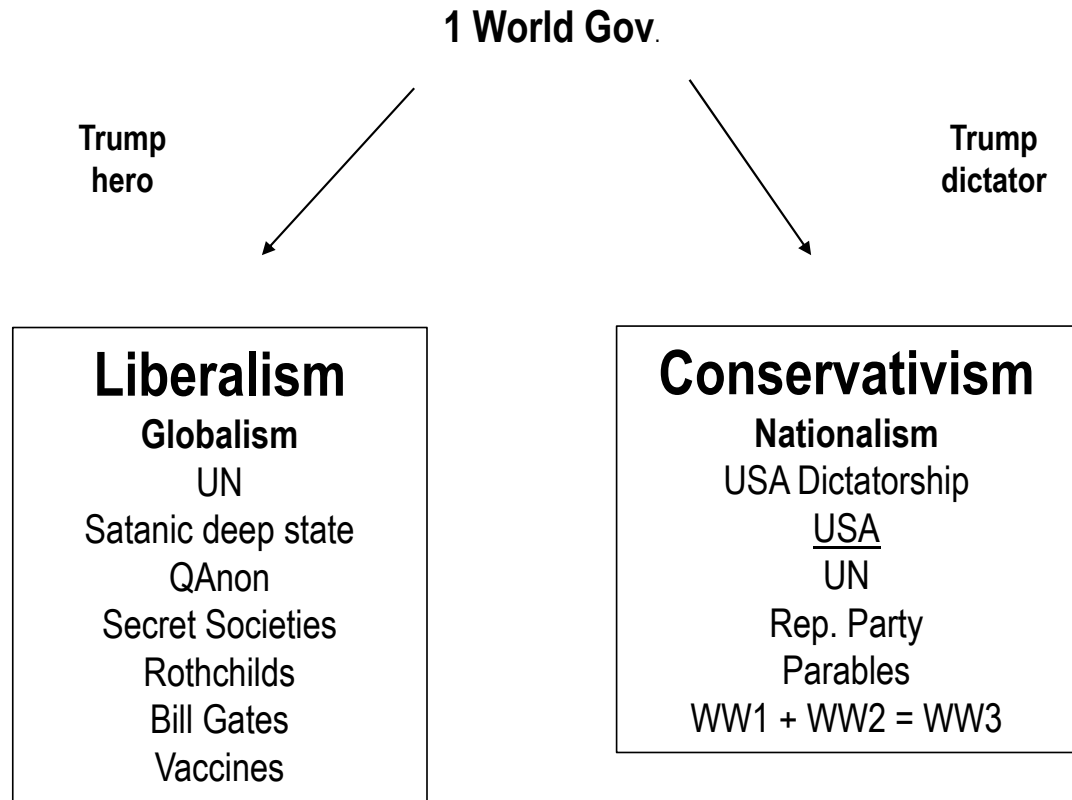 1 World Gov.
Trump
hero
Trump
dictator
Liberalism
Globalism
UN
Satanic deep state
QAnon
Secret Societies
Rothchilds
Bill Gates
Vaccines
Conservativism
Nationalism
USA Dictatorship
USA
UN
Rep. Party
Parables
WW1 + WW2 = WW3